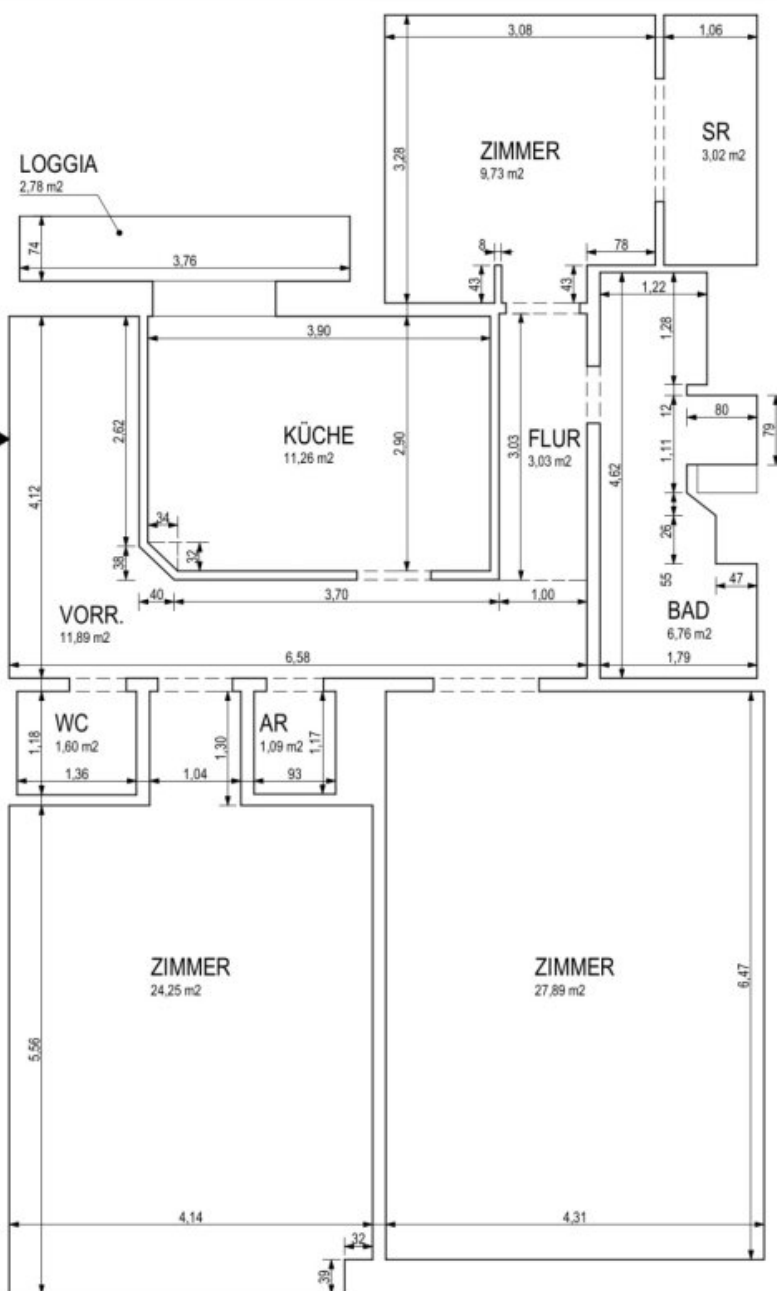 3,08
1,06
3,28
ZIMMER
9,73 m2
SR
3,02 m2
LOGGIA
2,78 m2
74
3,76
8
43
43
78
1,22
1,28
3,90
2,62
KÜCHE
11,26 m2
2,90
3,03
FLUR
3,03 m2
12
80
79
1,11
4,62
4,12
34
32
38
26
55
47
40
3,70
1,00
VORR.
11,89 m2
BAD
6,76 m2
6,58
1,79
WC
1,60 m2
AR
1,09 m2
1,18
1,30
1,17
1,36
1,04
93
ZIMMER
24,25 m2
ZIMMER
27,89 m2
6,47
5,56
4,14
4,31
32
39